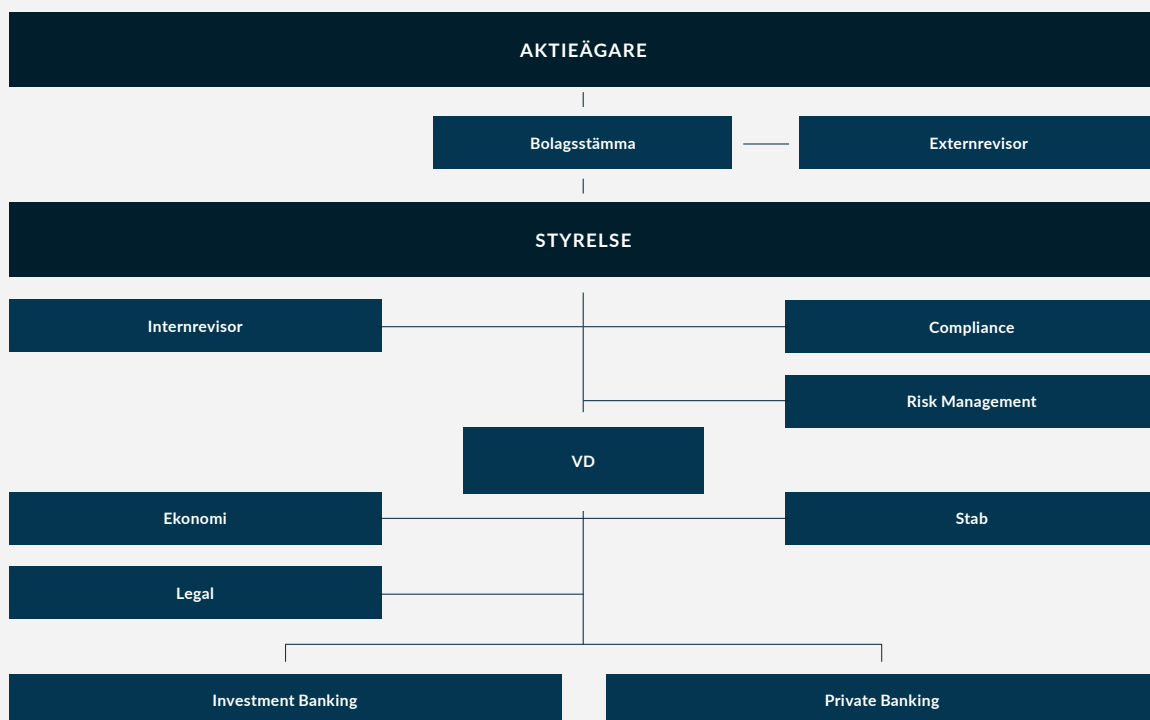 AKTIEÄGARE
Bolagsstämma
Externrevisor
STYRELSE
Internrevisor
Compliance
Risk Management
VD
Ekonomi
Stab
Legal
Investment Banking
Private Banking